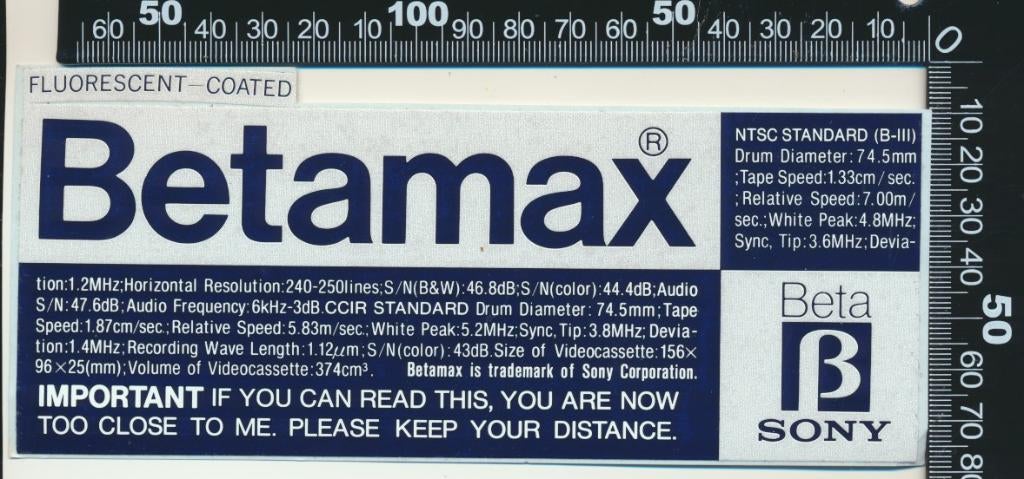 60 50 40 30 20 10 100 90 80 70 60 50 40 30 20 10 0
FLUORESCENT—COATED
Betamax®
NTSC STANDARD (B-III)
Drum Diameter: 74.5mm
;Tape Speed:1.33cm/sec.
;Relative Speed:7.00m/
sec.;White Peak:4.8MHz;
Sync, Tip:3.6MHz;Devia-
tion:1.2MHz;Horizontal Resolution:240-250lines;S/N(B&W):46.8dB;S/N(color):44.4dB;Audio
S/N:47.6dB;Audio Frequency:6kHz-3dB.CCIR STANDARD Drum Diameter: 74.5mm;Tape
Speed:1.87cm/sec.;Relative Speed:5.83m/sec.;White Peak:5.2MHz;Sync, Tip:3.8MHz;Devia-
tion:1.4MHz;Recording Wave Length:1.12µm;S/N(color): 43dB.Size of Videocassette:156×
96×25(mm);Volume of Videocassette:374cm³. Betamax is trademark of Sony Corporation.
IMPORTANT IF YOU CAN READ THIS, YOU ARE NOW
TOO CLOSE TO ME. PLEASE KEEP YOUR DISTANCE.
Beta
β
SONY
10
20
30
40
50
60
70
80